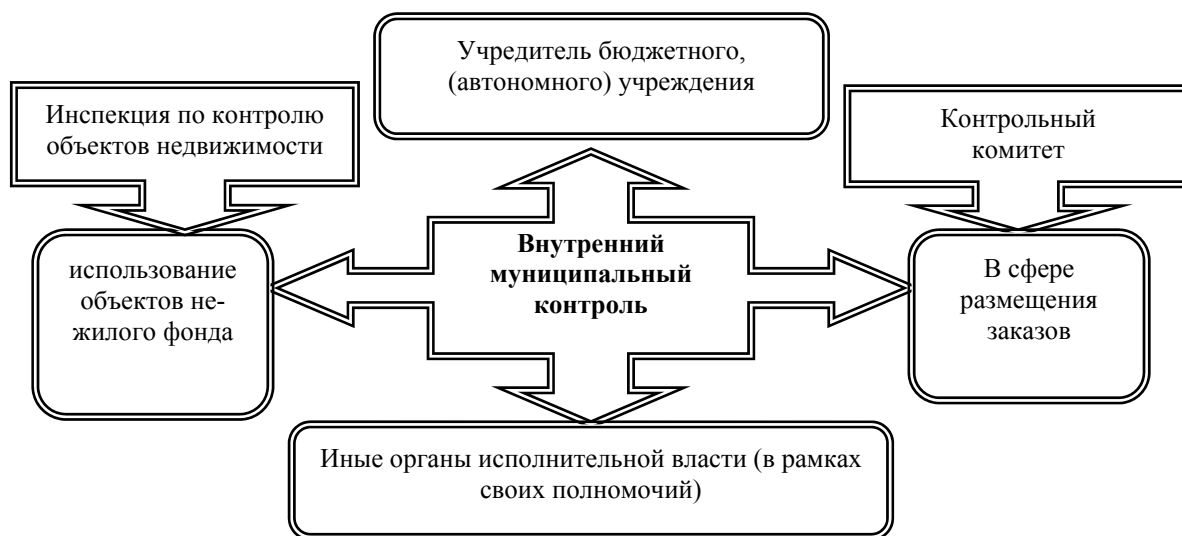 Учредитель бюджетного,
(автономного) учреждения
Инспекция по контролю
объектов недвижимости
Контрольный
комитет
Внутренний
муниципальный
контроль
использование
объектов не-
жилого фонда
В сфере
размещения
заказов
Иные органы исполнительной власти (в рамках
своих полномочий)